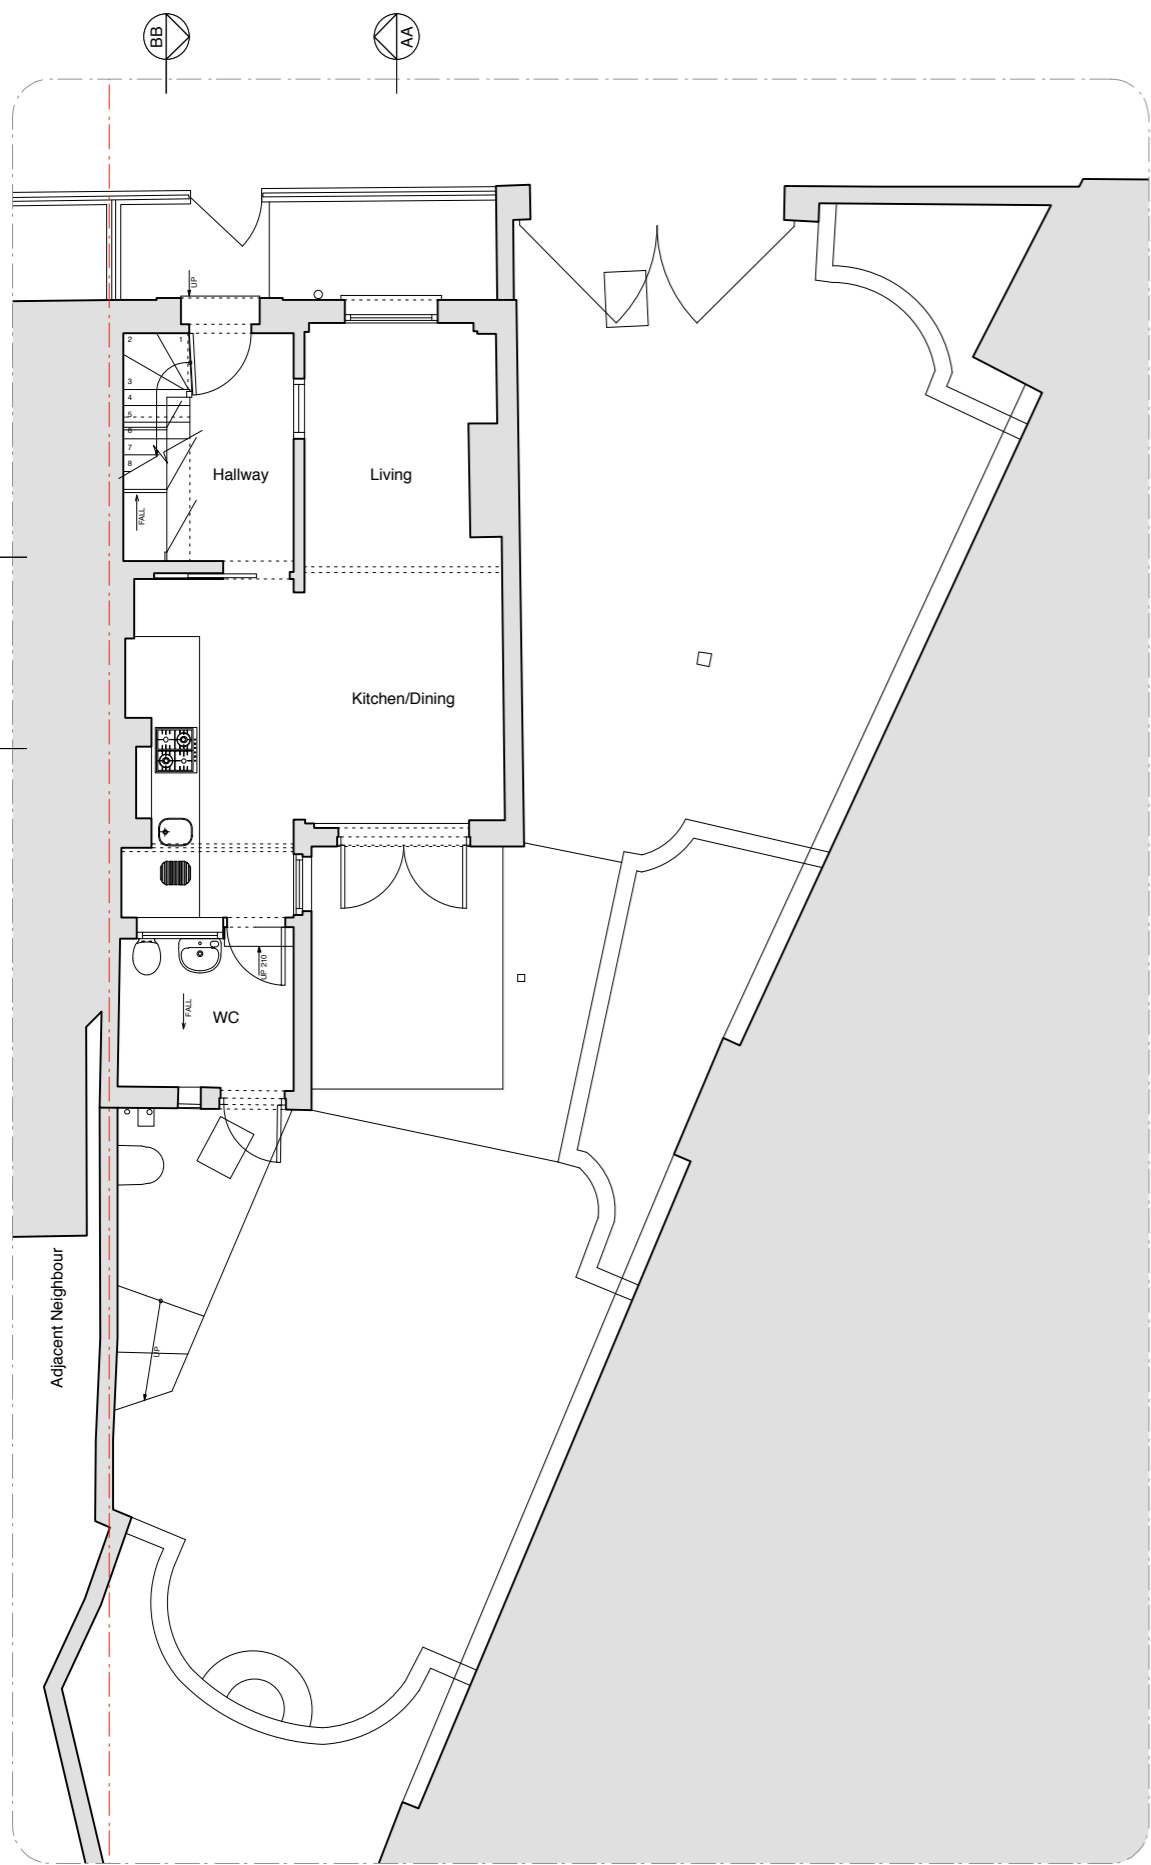 BB
AA
UP
2
1
3
4
5
6
7
8
Hallway
Living
FALL
Kitchen/Dining
UP 210
FALL
WC
Adjacent Neighbour
UP